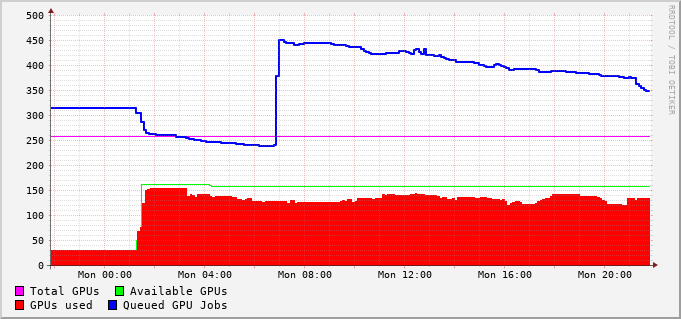 500
450
400
350
300
250
200
150
100
50
0
Mon 00:00 Mon 04:00 Mon 08:00 Mon 12:00 Mon 16:00 Mon 20:00
Total GPUs Available GPUs
GPUs used Queued GPU Jobs
RRDTOOL / TOBI OETIKER